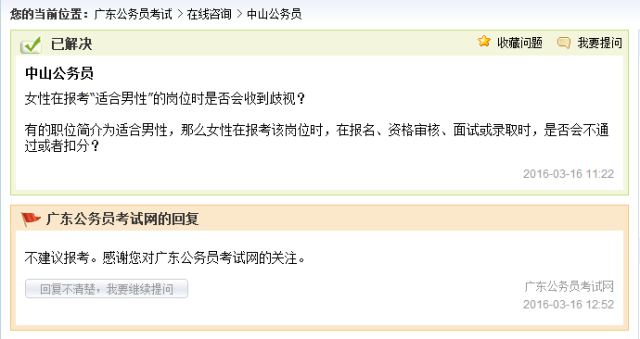 您的当前位置：广东公务员考试 > 在线咨询 > 中山公务员
已解决
收藏问题 我要提问
中山公务员
女性在报考“适合男性”的岗位时是否会收到歧视？
有的职位简介为适合男性，那么女性在报考该岗位时，在报名、资格审核、面试或录取时，是否会不通
过或者扣分？
2016-03-16 11:22
广东公务员考试网的回复
不建议报考。感谢您对广东公务员考试网的关注。
回复不清楚，我要继续提问
广东公务员考试网
2016-03-16 12:52